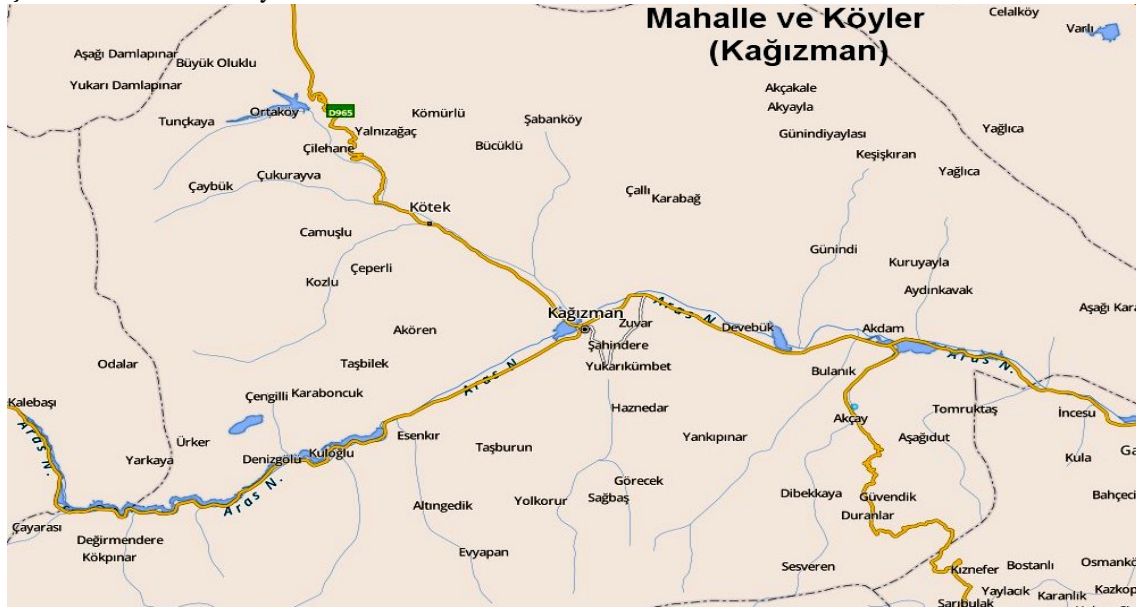 Mahalle ve Köyler
(Kağızman)
Celalköy
Varlı
Aşağı Damlapınar
Büyük Oluklu
Yukarı Damlapınar
Akçakale
Akyayla
Ortaköy
D965
Kömürlü
Şabanköy
Tunçkaya
Yalnızağaç
Günindiyaylası
Yağlıca
Çilehane
Bücüklü
Keşişkıran
Yağlıca
Çukurayva
Çaybük
Çallı
Karabağ
Kötek
Camuşlu
Günindi
Çeperli
Kuruyayla
Kozlu
Aydınkavak
Aras N.
Aşağı Kara
Kağızman
Zuvar
Devebük
Akdam
Akören
Şahindere
Aras N.
Odalar
Taşbilek
Aras N.
Yukarıkümbet
Bulanık
Çengilli
Karaboncuk
Kalebaşı
Haznedar
Tomruktaş
İncesu
Akçay
Aras N.
Ürker
Esenkır
Yankıpınar
Aşağıdut
Taşburun
Yarkaya
Denizgölü
Kuloğlu
Kula
Ga
Aras N.
Görecek
Altıngedik
Yolkorur
Sağbaş
Dibekkaya
Güvendik
Bahçeci
Duranlar
Çayarası
Değirmendere
Kökpınar
Evyapan
Sesveren
Kıznefer
Bostanlı
Osmankö
Yaylacık
Karanlık
Kazkop
Sarıbulak